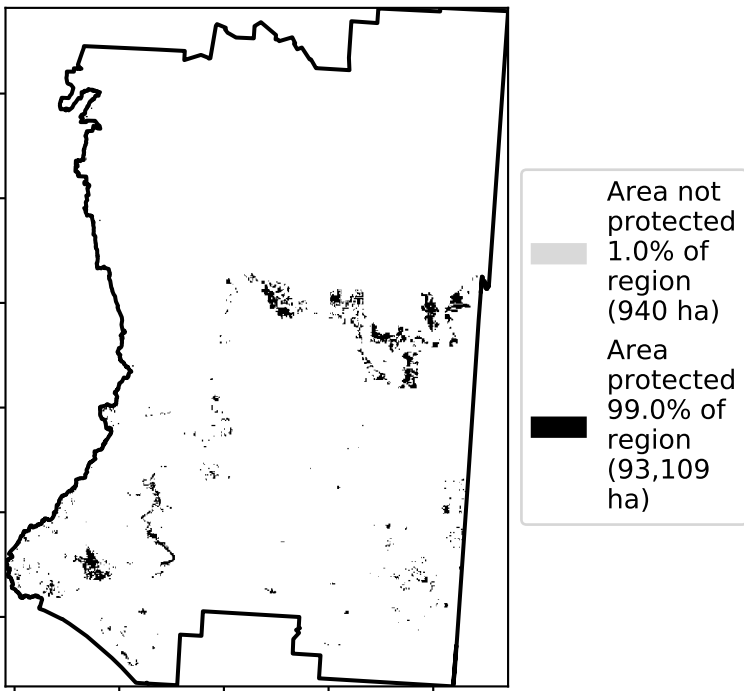 Area not
protected
1.0% of
region
(940 ha)
Area
protected
99.0% of
region
(93,109
ha)